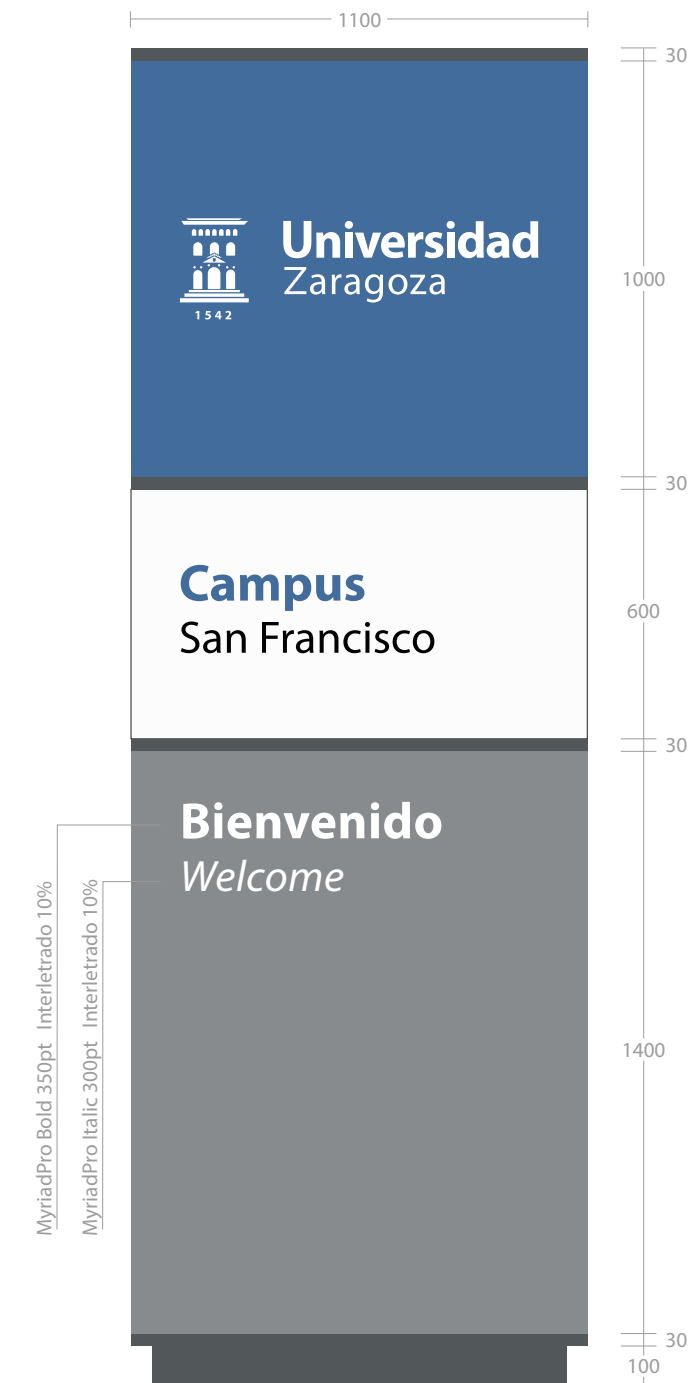 1100
30
Universidad
Zaragoza
1542
1000
30
Campus
San Francisco
600
30
Bienvenido
Welcome
MyriadPro Bold 350pt Interletrado 10%
MyriadPro Italic 300pt Interletrado 10%
1400
30
100